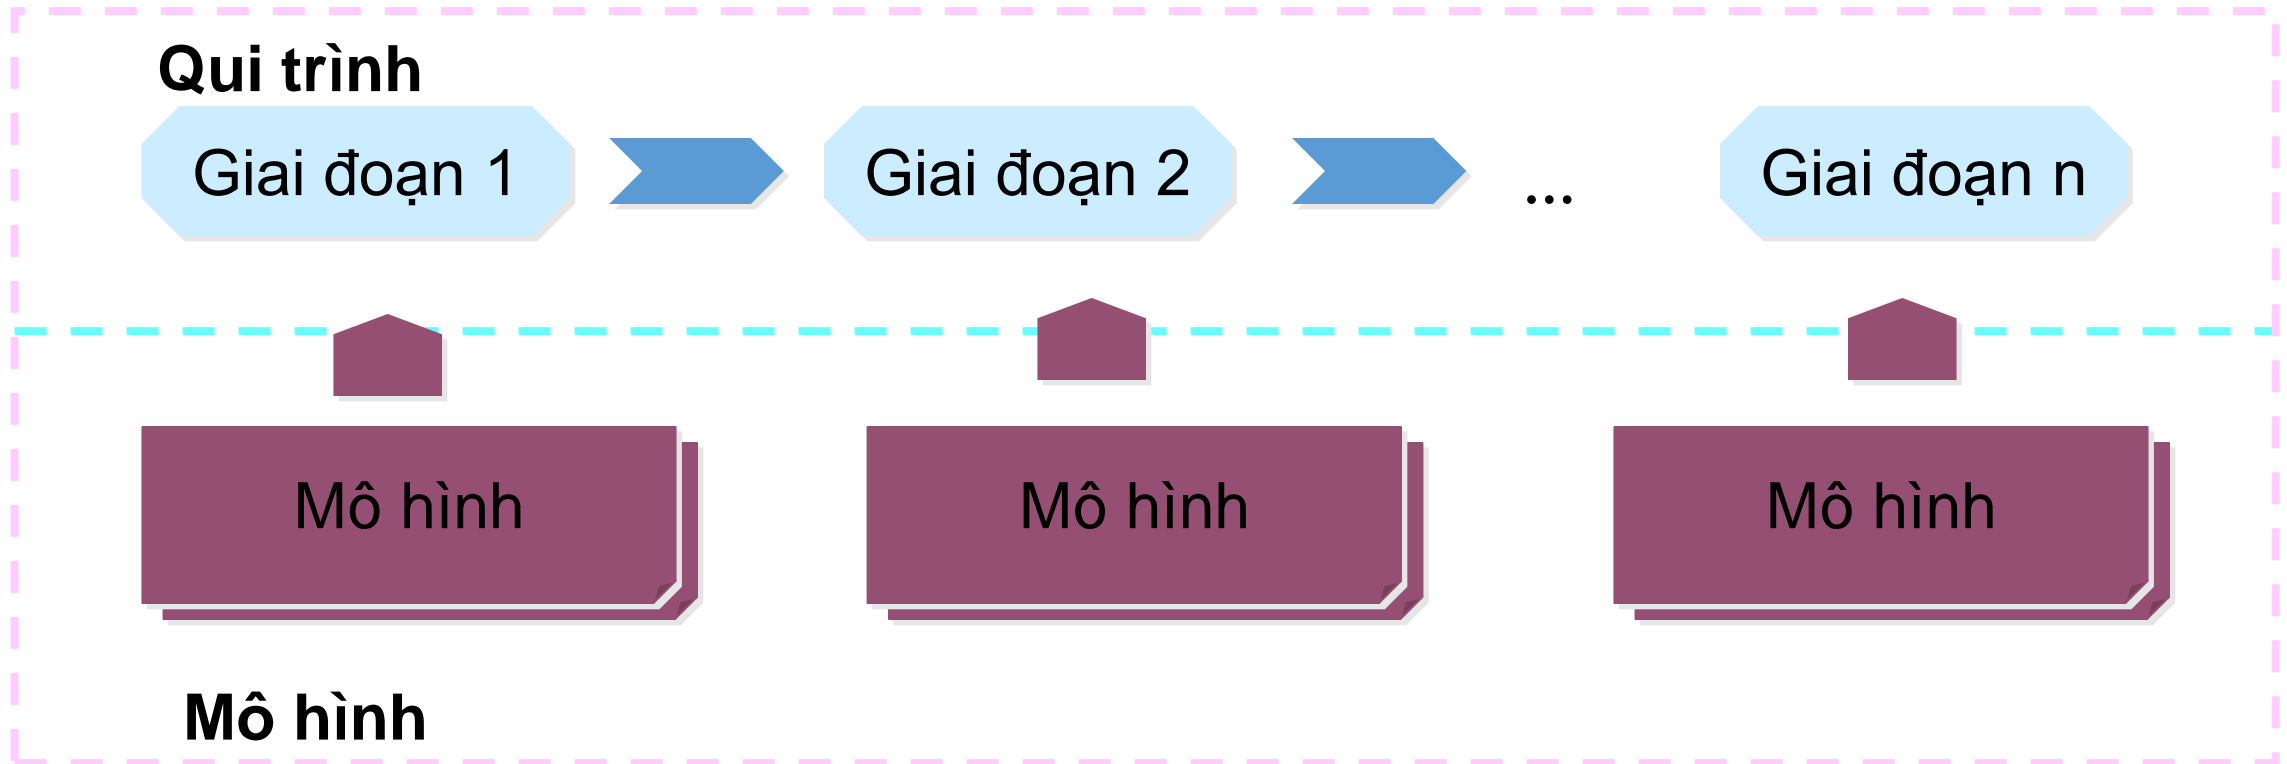 Qui trình
Giai đoạn 1
Giai đoạn 2
...
Giai đoạn n
Mô hình
Mô hình
Mô hình
Mô hình